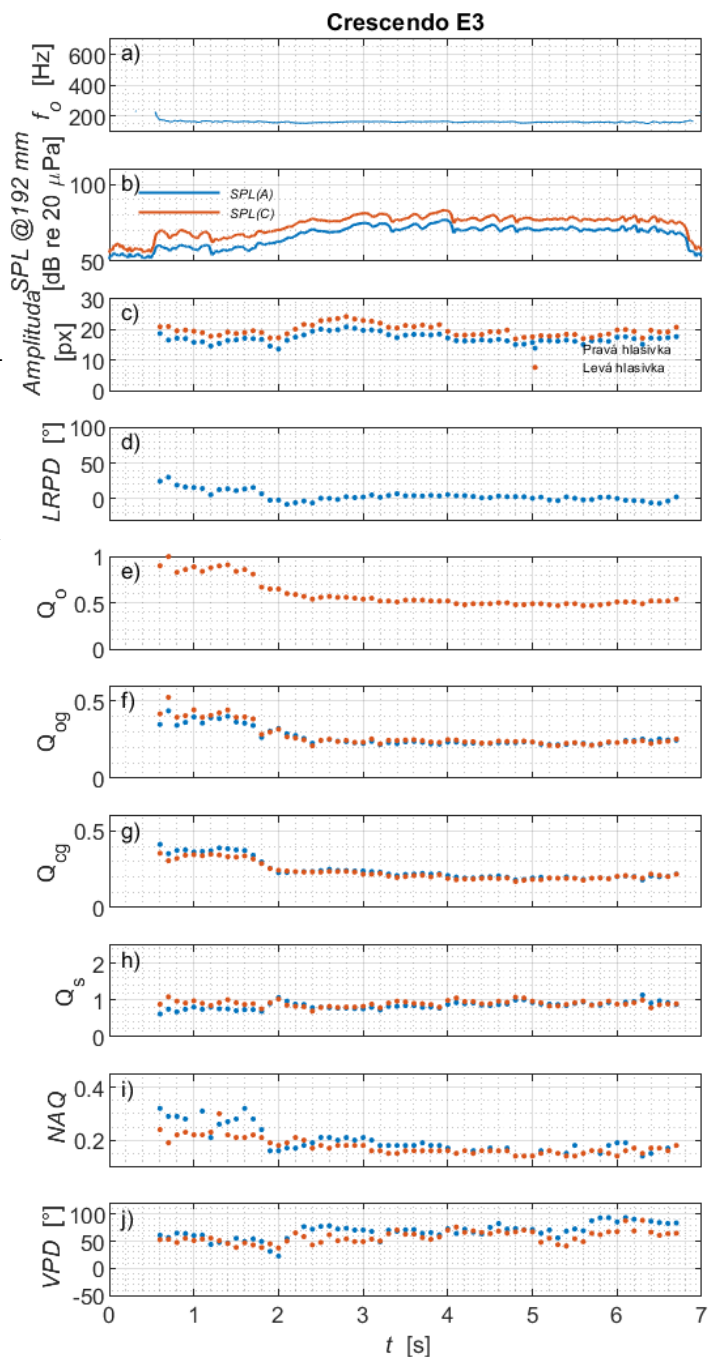 Crescendo E3
a)
f_o [Hz]
600
400
200
b)
SPL @192 mm
[dB re 20 μPa]
100
50
SPL(A)
SPL(C)
c)
Amplituda
[px]
30
20
10
0
Pravá hlasivka
Levá hlasivka
d)
LRPD [°]
100
50
0
e)
Q_o
1
0.5
0
f)
Q_og
0.5
0
g)
Q_cg
0.5
0
h)
Q_s
2
1
0
i)
NAQ
0.4
0.2
j)
VPD [°]
100
50
0
-50
0 1 2 3 4 5 6 7
t [s]